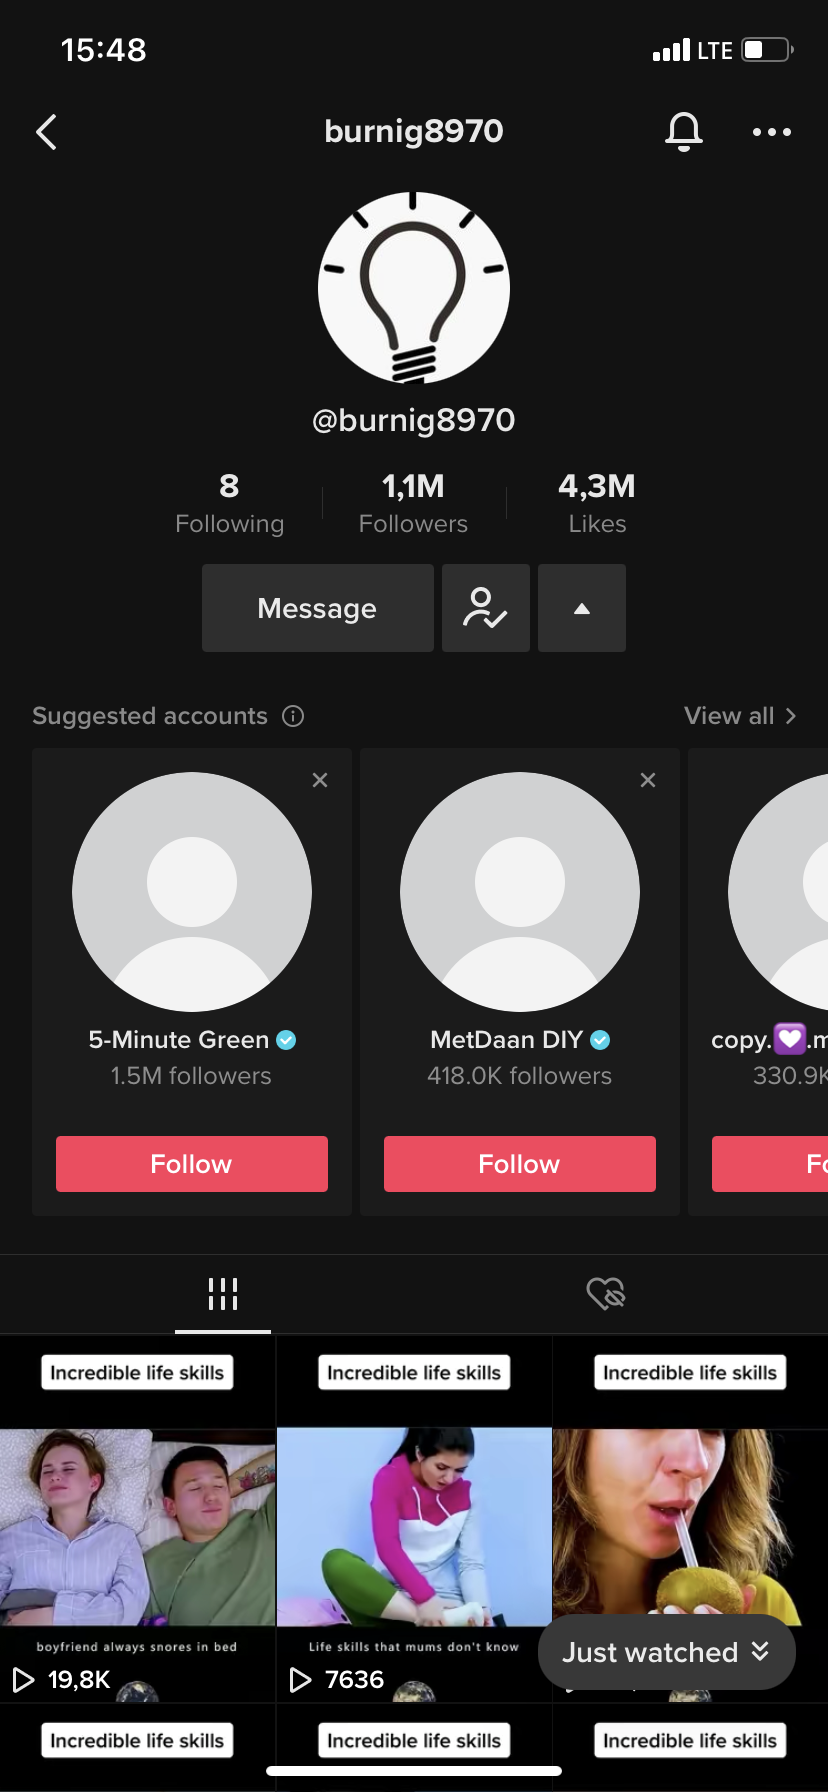 15:48
LTE
burnig8970
@burnig8970
8 1,1M 4,3M
Following Followers Likes
Message
Suggested accounts View all
5-Minute Green MetDaan DIY copy.💟.m
1.5M followers 418.0K followers 330.9K
Follow Follow Fo
Incredible life skills Incredible life skills Incredible life skills
boyfriend always snores in bed Life skills that mums don't know
Just watched
19,8K 7636
Incredible life skills Incredible life skills Incredible life skills